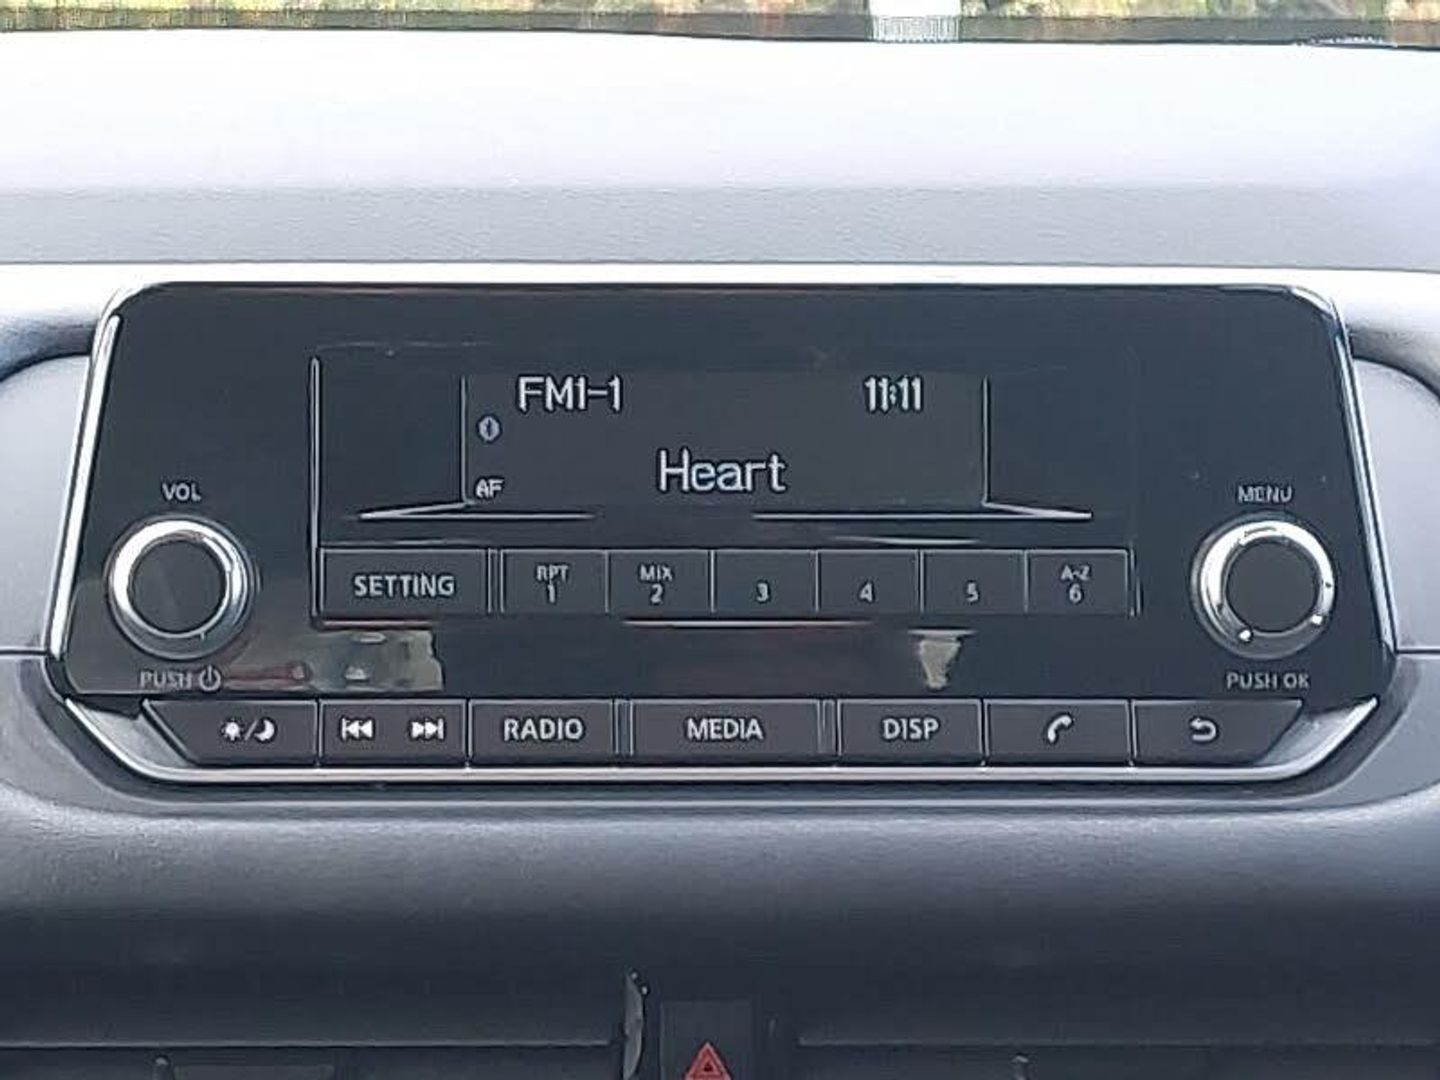 FM1-1 11:11
Heart
AF
VOL
MENU
SETTING
RPT
1
MIX
2
3
4
5
A-Z
6
PUSH
PUSH OK
RADIO
MEDIA
DISP